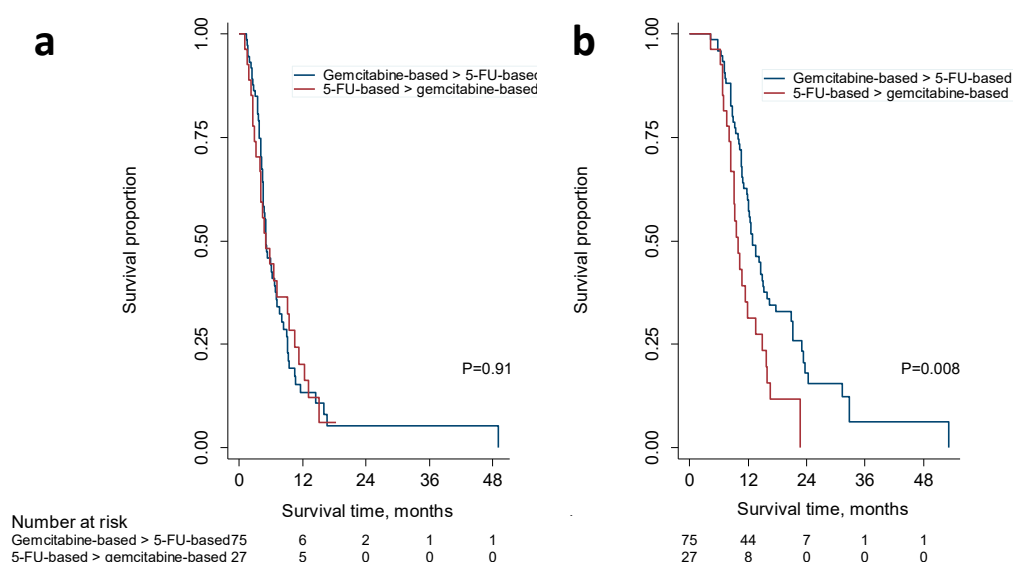 a
b
Gemcitabine-based > 5-FU-based
5-FU-based > gemcitabine-based
Gemcitabine-based > 5-FU-based
5-FU-based > gemcitabine-based
Survival proportion
1.00
0.75
0.50
0.25
0.00
P=0.91
0 12 24 36 48
Survival time, months
Survival proportion
1.00
0.75
0.50
0.25
0.00
P=0.008
0 12 24 36 48
Survival time, months
Number at risk
Gemcitabine-based > 5-FU-based 75 6 2 1 1 75 44 7 1 1
5-FU-based > gemcitabine-based 27 5 0 0 0 27 8 0 0 0